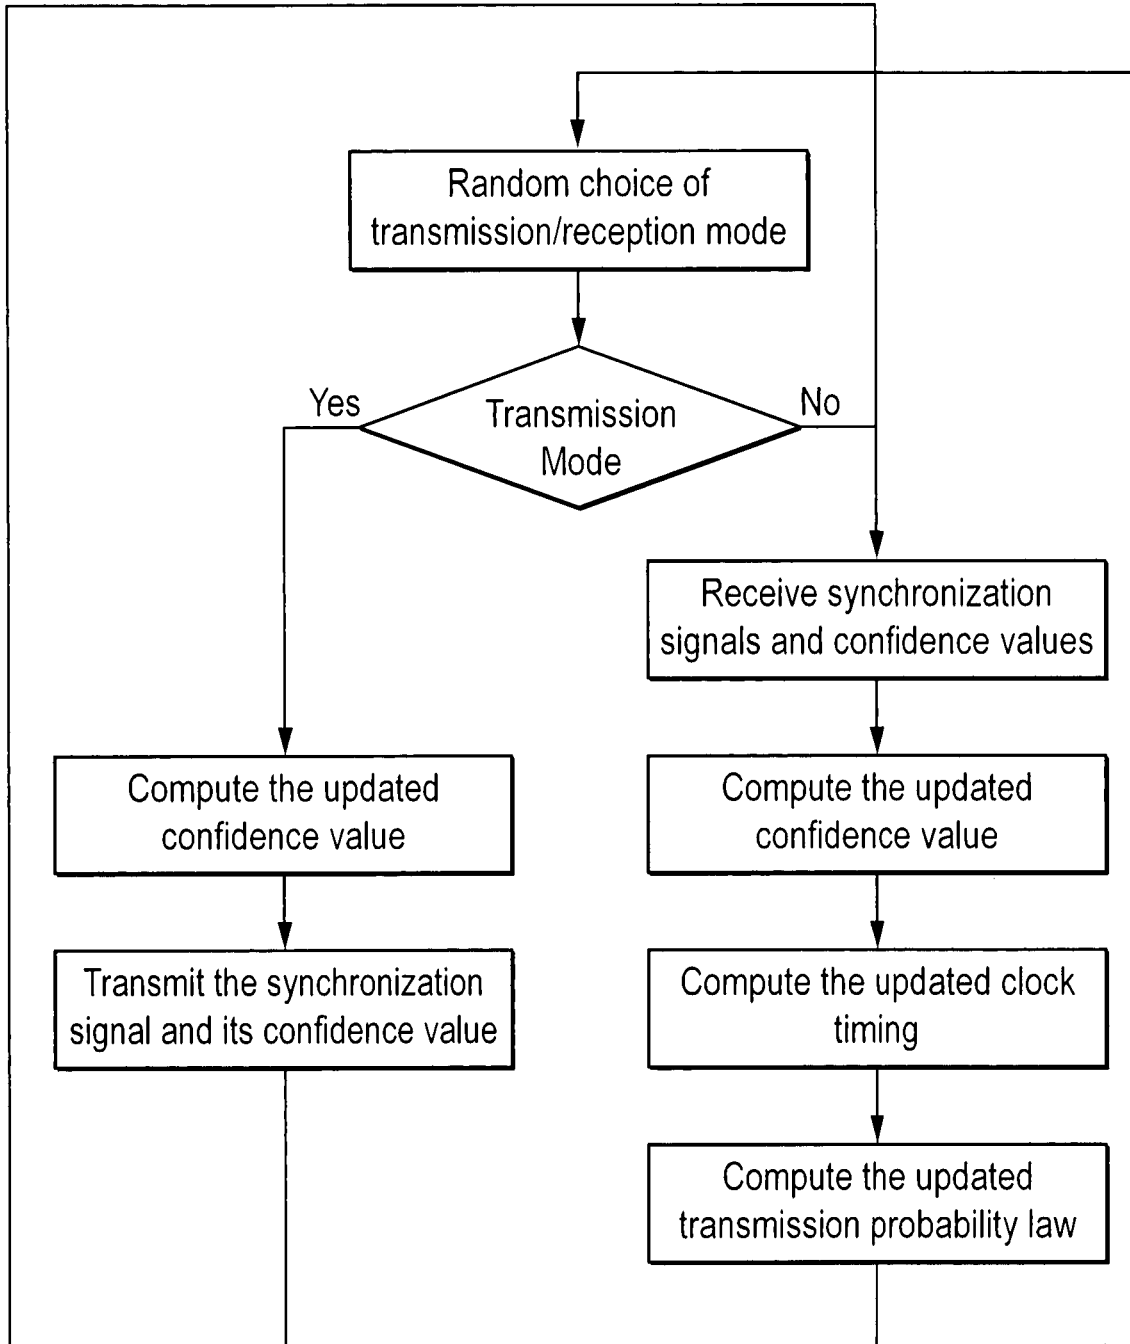 Random choice of
transmission/reception mode
Yes
No
Transmission
Mode
Receive synchronization
signals and confidence values
Compute the updated
confidence value
Compute the updated
confidence value
Transmit the synchronization
signal and its confidence value
Compute the updated clock
timing
Compute the updated
transmission probability law